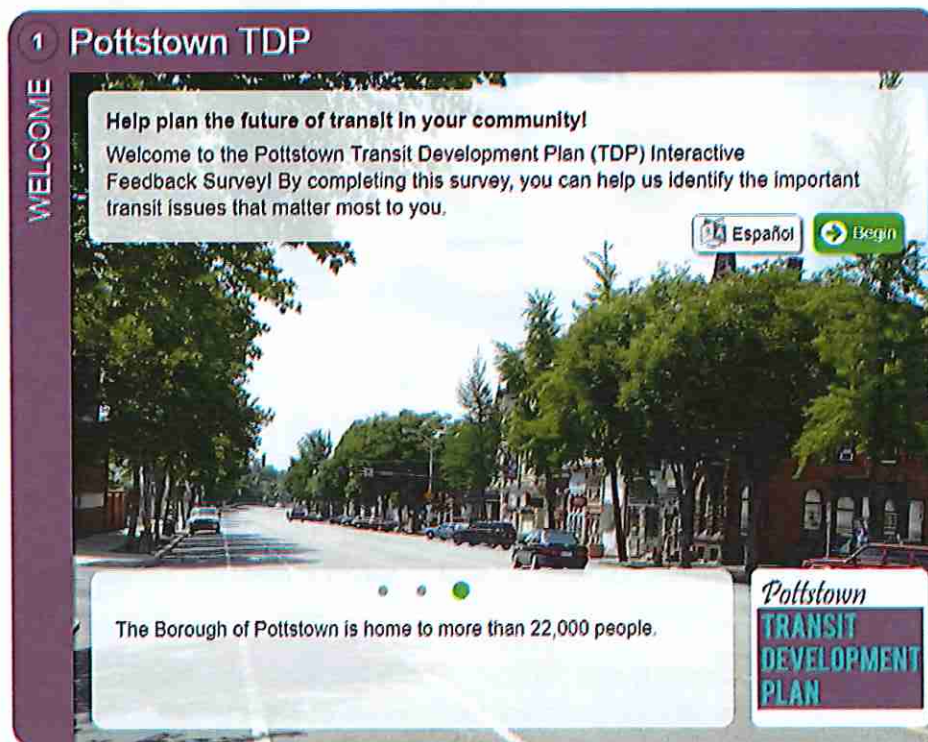 1 Pottstown TDP
WELCOME
Help plan the future of transit in your community!
Welcome to the Pottstown Transit Development Plan (TDP) Interactive
Feedback Survey! By completing this survey, you can help us identify the important
transit issues that matter most to you.
Español Begin
The Borough of Pottstown is home to more than 22,000 people.
Pottstown
TRANSIT
DEVELOPMENT
PLAN